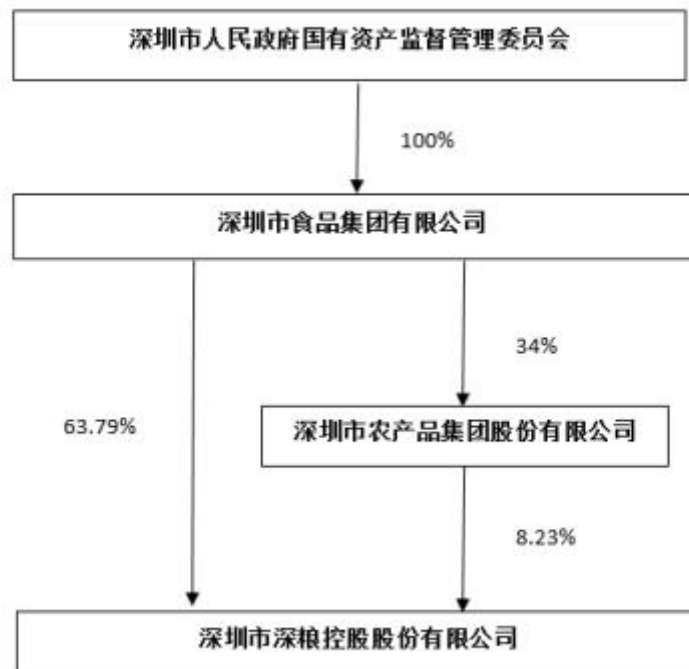 深圳市人民政府国有资产监督管理委员会
100%
深圳市食品集团有限公司
34%
63.79%
深圳市农产品集团股份有限公司
8.23%
深圳市深粮控股股份有限公司